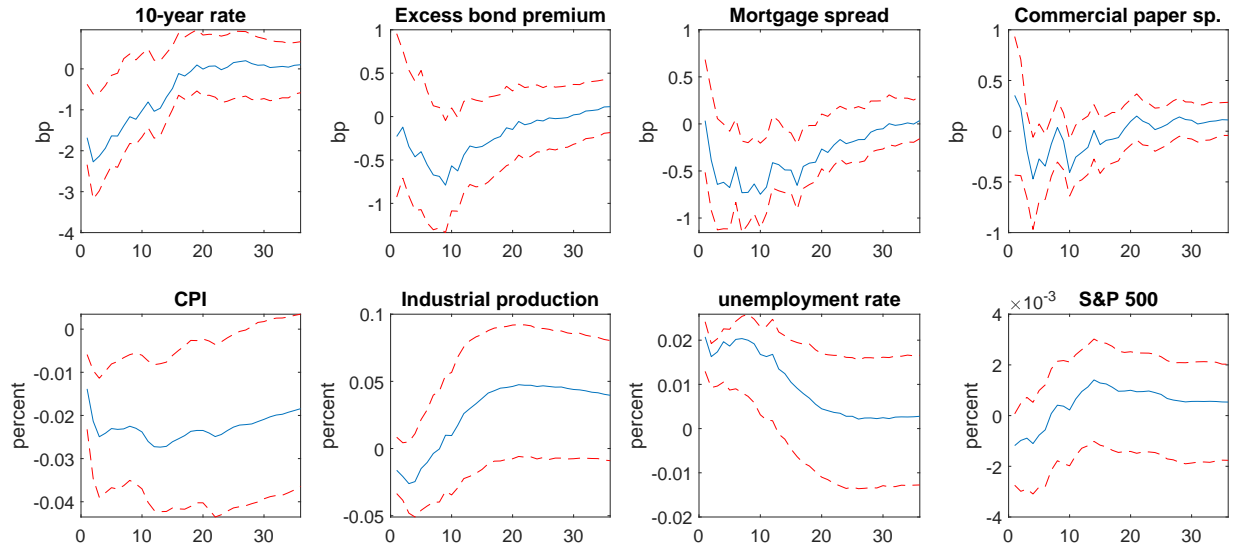 10-year rate
0
-1
-2
-3
-4
bp
0 10 20 30
Excess bond premium
1
0.5
0
-0.5
-1
bp
0 10 20 30
Mortgage spread
1
0.5
0
-0.5
-1
bp
0 10 20 30
Commercial paper sp.
1
0.5
0
-0.5
-1
bp
0 10 20 30
CPI
0
-0.01
-0.02
-0.03
-0.04
percent
0 10 20 30
Industrial production
0.1
0.05
0
-0.05
percent
0 10 20 30
unemployment rate
0.02
0.01
0
-0.01
-0.02
percent
0 10 20 30
S&P 500
×10⁻³
4
2
0
-2
-4
percent
0 10 20 30